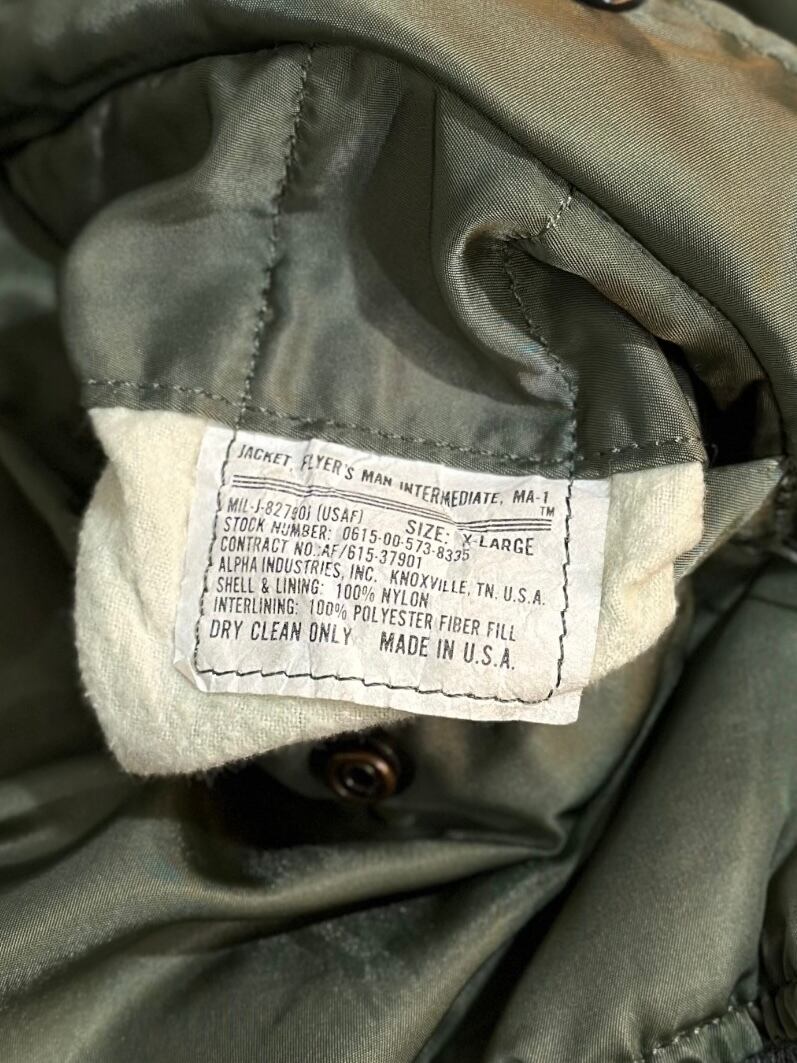 JACKET, FLYER'S MAN INTERMEDIATE, MA-1
TM
MIL-J-8279DJ (USAF) SIZE: X-LARGE
STOCK NUMBER: 0615-00-573-8335
CONTRACT NO.:AF/615-37901
ALPHA INDUSTRIES, INC. KNOXVILLE, TN. U.S.A.
SHELL & LINING: 100% NYLON
INTERLINING: 100% POLYESTER FIBER FILL
DRY CLEAN ONLY MADE IN U.S.A.